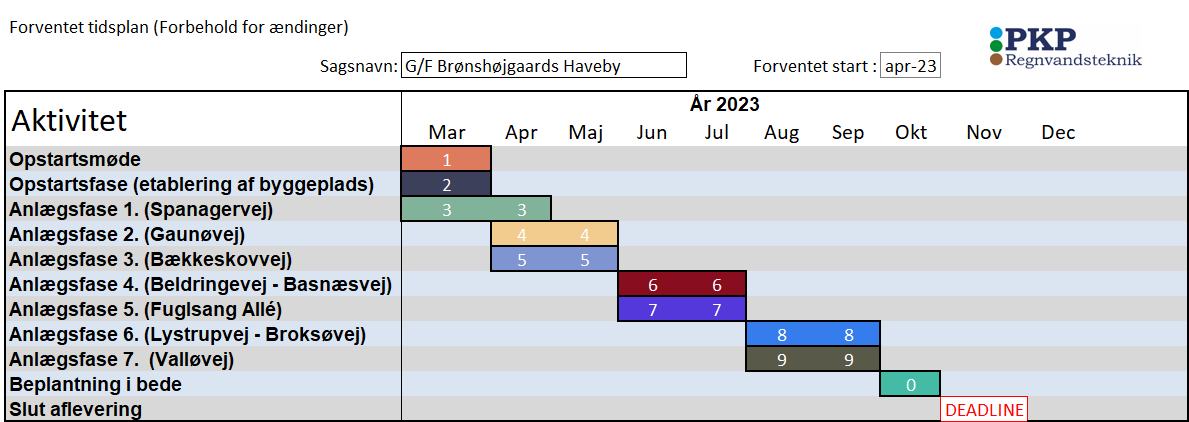 Forventet tidsplan (Forbehold for ændinger)
PKP
Regnvandsteknik
Sagsnavn: G/F Brønshøjgaards Haveby Forventet start : apr-23
Aktivitet
År 2023
Mar Apr Maj Jun Jul Aug Sep Okt Nov Dec
Opstartsmøde 1
Opstartsfase (etablering af byggeplads) 2
Anlægsfase 1. (Spanagervej) 3 3
Anlægsfase 2. (Gaunøvej) 4 4
Anlægsfase 3. (Bækkeskovvej) 5 5
Anlægsfase 4. (Beldringevej - Basnæsvej) 6 6
Anlægsfase 5. (Fuglsang Allé) 7 7
Anlægsfase 6. (Lystrupvej - Broksøvej) 8 8
Anlægsfase 7. (Valløvej) 9 9
Beplantning i bede 0
Slut aflevering DEADLINE